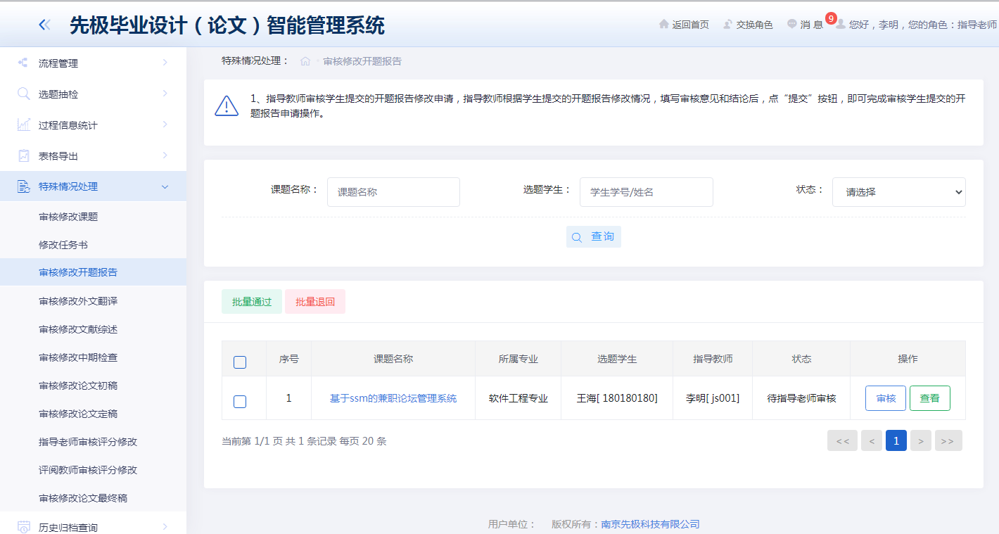 先极毕业设计（论文）智能管理系统
返回首页 交换角色 消 息 9 您好，李明，您的角色：指导老师
流程管理
选题抽检
过程信息统计
表格导出
特殊情况处理
审核修改课题
修改任务书
审核修改开题报告
审核修改外文翻译
审核修改文献综述
审核修改中期检查
审核修改论文初稿
审核修改论文定稿
指导老师审核评分修改
评阅教师审核评分修改
审核修改论文最终稿
历史归档查询
特殊情况处理： 审核修改开题报告
1、指导教师审核学生提交的开题报告修改申请，指导教师根据学生提交的开题报告修改情况，填写审核意见和结论后，点“提交”按钮，即可完成审核学生提交的开
题报告申请操作。
课题名称： 课题名称 选题学生： 学生学号/姓名 状态： 请选择
查询
批量通过 批量退回
序号 课题名称 所属专业 选题学生 指导教师 状态 操作
1 基于ssm的兼职论坛管理系统 软件工程专业 王海[ 180180180] 李明[ js001] 待指导老师审核 审核 查看
当前第 1/1 页 共 1 条记录 每页 20 条 << < 1 > >>
用户单位： 版权所有：南京先极科技有限公司